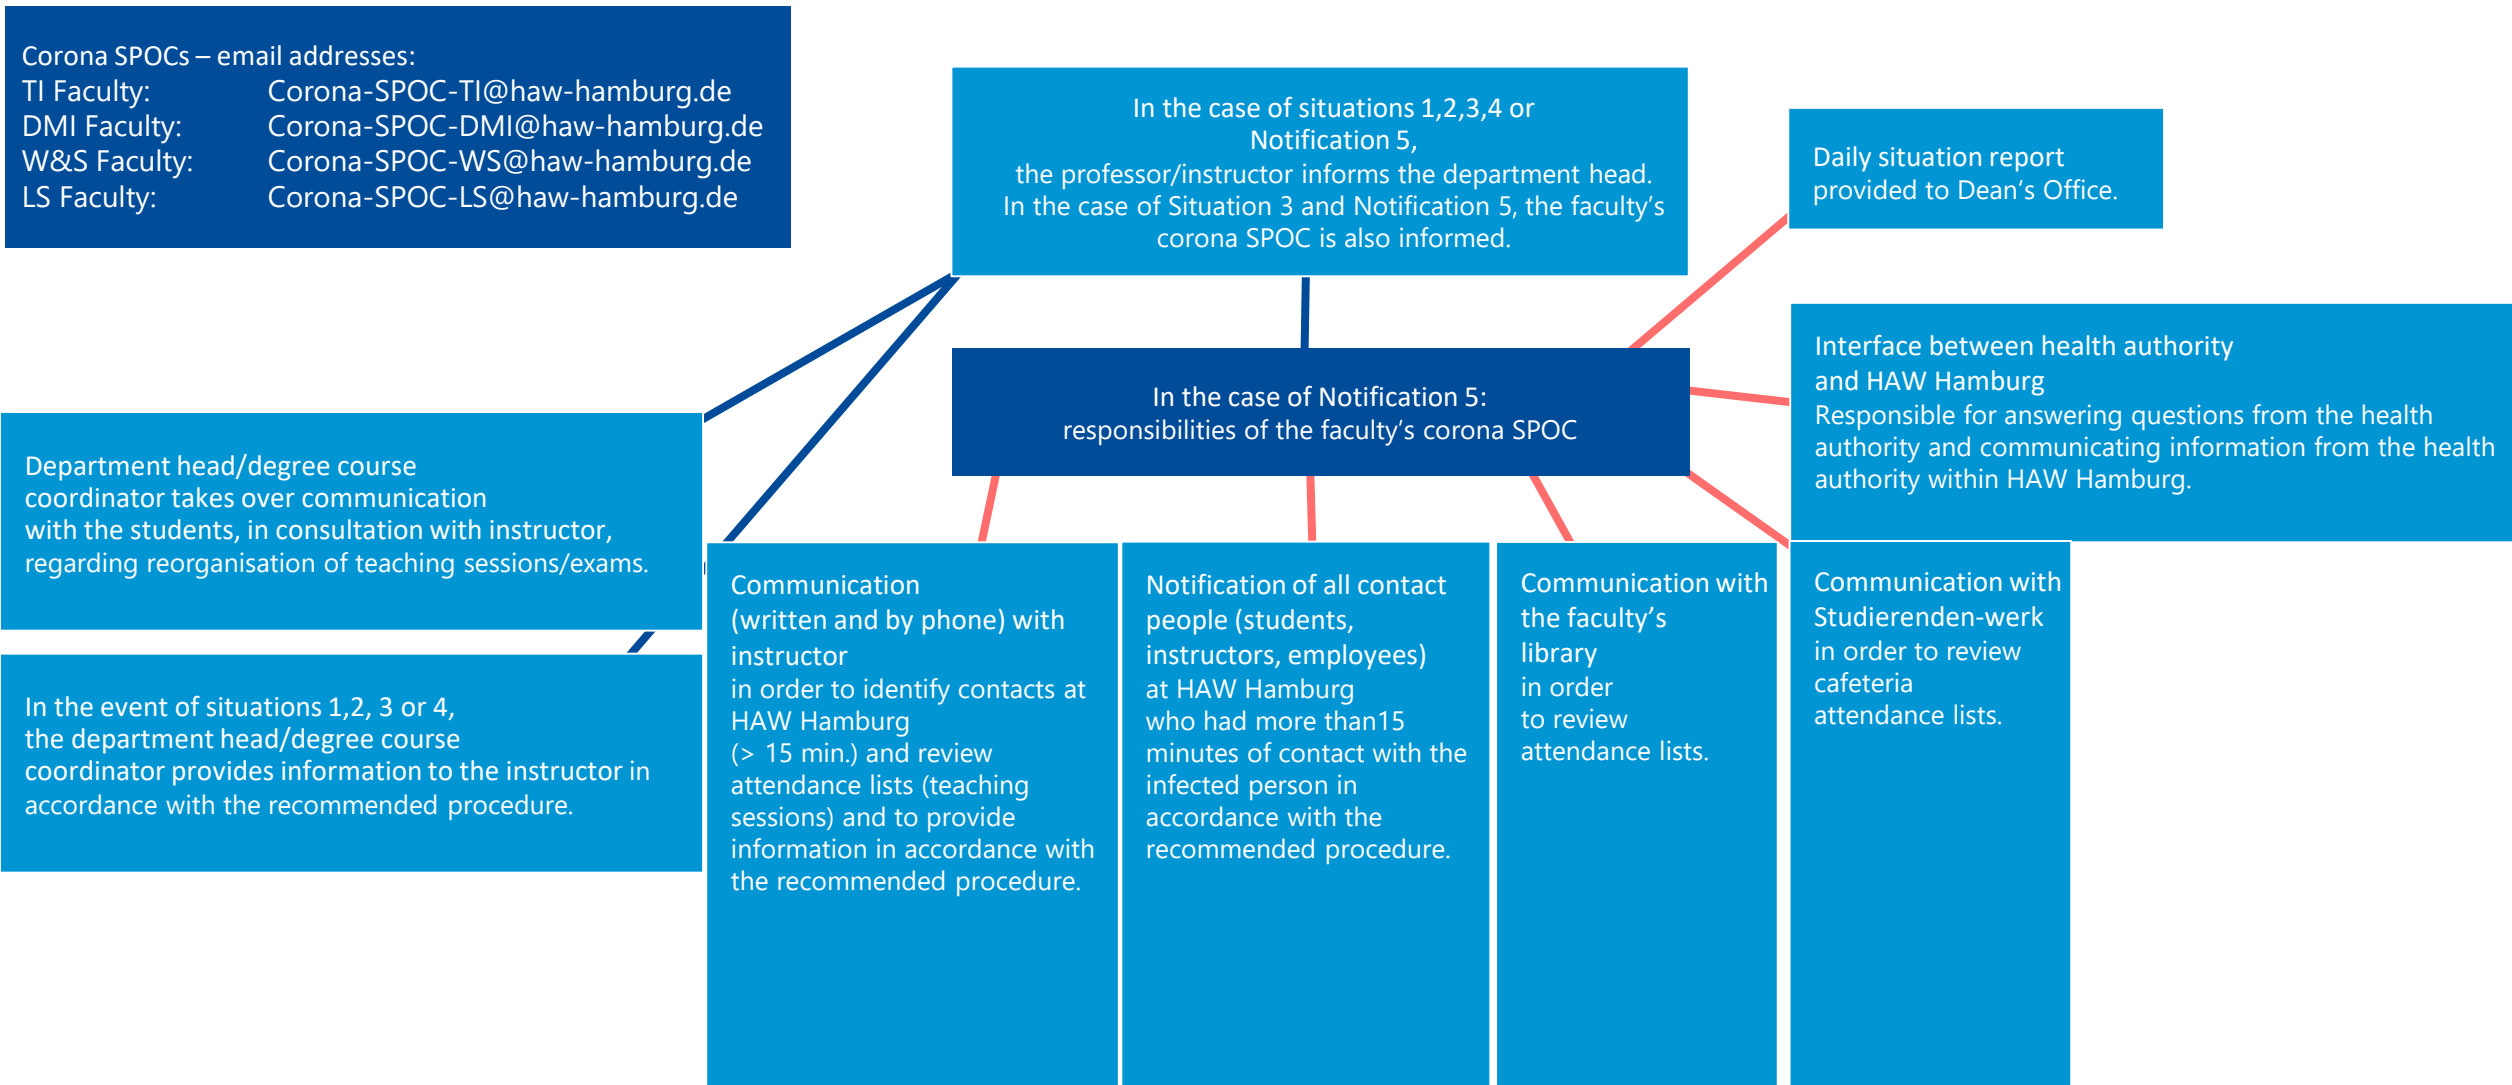 Corona SPOCs – email addresses:
TI Faculty: Corona-SPOC-TI@haw-hamburg.de
DMI Faculty: Corona-SPOC-DMI@haw-hamburg.de
W&S Faculty: Corona-SPOC-WS@haw-hamburg.de
LS Faculty: Corona-SPOC-LS@haw-hamburg.de
In the case of situations 1,2,3,4 or
Notification 5,
the professor/instructor informs the department head.
In the case of Situation 3 and Notification 5, the faculty’s
corona SPOC is also informed.
Daily situation report
provided to Dean’s Office.
In the case of Notification 5:
responsibilities of the faculty’s corona SPOC
Interface between health authority
and HAW Hamburg
Responsible for answering questions from the health
authority and communicating information from the health
authority within HAW Hamburg.
Department head/degree course
coordinator takes over communication
with the students, in consultation with instructor,
regarding reorganisation of teaching sessions/exams.
In the event of situations 1,2, 3 or 4,
the department head/degree course
coordinator provides information to the instructor in
accordance with the recommended procedure.
Communication
(written and by phone) with
instructor
in order to identify contacts at
HAW Hamburg
(> 15 min.) and review
attendance lists (teaching
sessions) and to provide
information in accordance with
the recommended procedure.
Notification of all contact
people (students,
instructors, employees)
at HAW Hamburg
who had more than15
minutes of contact with the
infected person in
accordance with the
recommended procedure.
Communication with
the faculty’s
library
in order
to review
attendance lists.
Communication with
Studierenden-werk
in order to review
cafeteria
attendance lists.